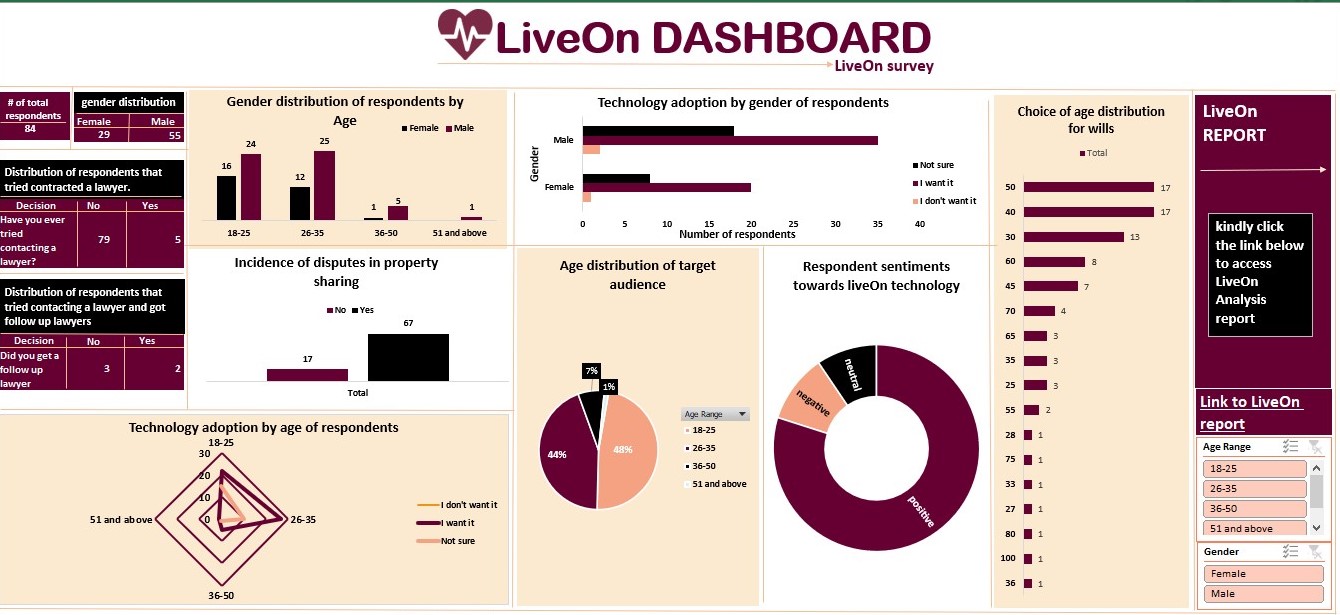 LiveOn DASHBOARD
LiveOn survey
# of total
respondents
84
gender distribution
Female Male
29 55
Distribution of respondents that
tried contracted a lawyer.
Decision No Yes
Have you ever
tried
contacting a
lawyer?
79 5
Distribution of respondents that
tried contacting a lawyer and got
follow up lawyers
Decision No Yes
Did you get a
follow up
lawyer
3 2
Gender distribution of respondents by
Age
Female Male
16 24 12 25 1 5 1
18-25 26-35 36-50 51 and above
Incidence of disputes in property
sharing
No Yes
17 67
Total
Technology adoption by age of respondents
18-25
30
20
10
0
51 and above
26-35
36-50
I don't want it
I want it
Not sure
Technology adoption by gender of respondents
Gender
Male
Female
0 5 10 15 20 25 30 35 40
Number of respondents
Not sure
I want it
I don't want it
Age distribution of target
audience
7%
1%
44%
48%
Age Range
18-25
26-35
36-50
51 and above
Respondent sentiments
towards liveOn technology
neutral
negative
positive
Choice of age distribution
for wills
Total
50 17
40 17
30 13
60 8
45 7
70 4
65 3
35 3
25 3
55 2
28 1
75 1
33 1
27 1
80 1
100 1
36 1
LiveOn
REPORT
kindly click
the link below
to access
LiveOn
Analysis
report
Link to LiveOn
report
Age Range
18-25
26-35
36-50
51 and above
Gender
Female
Male